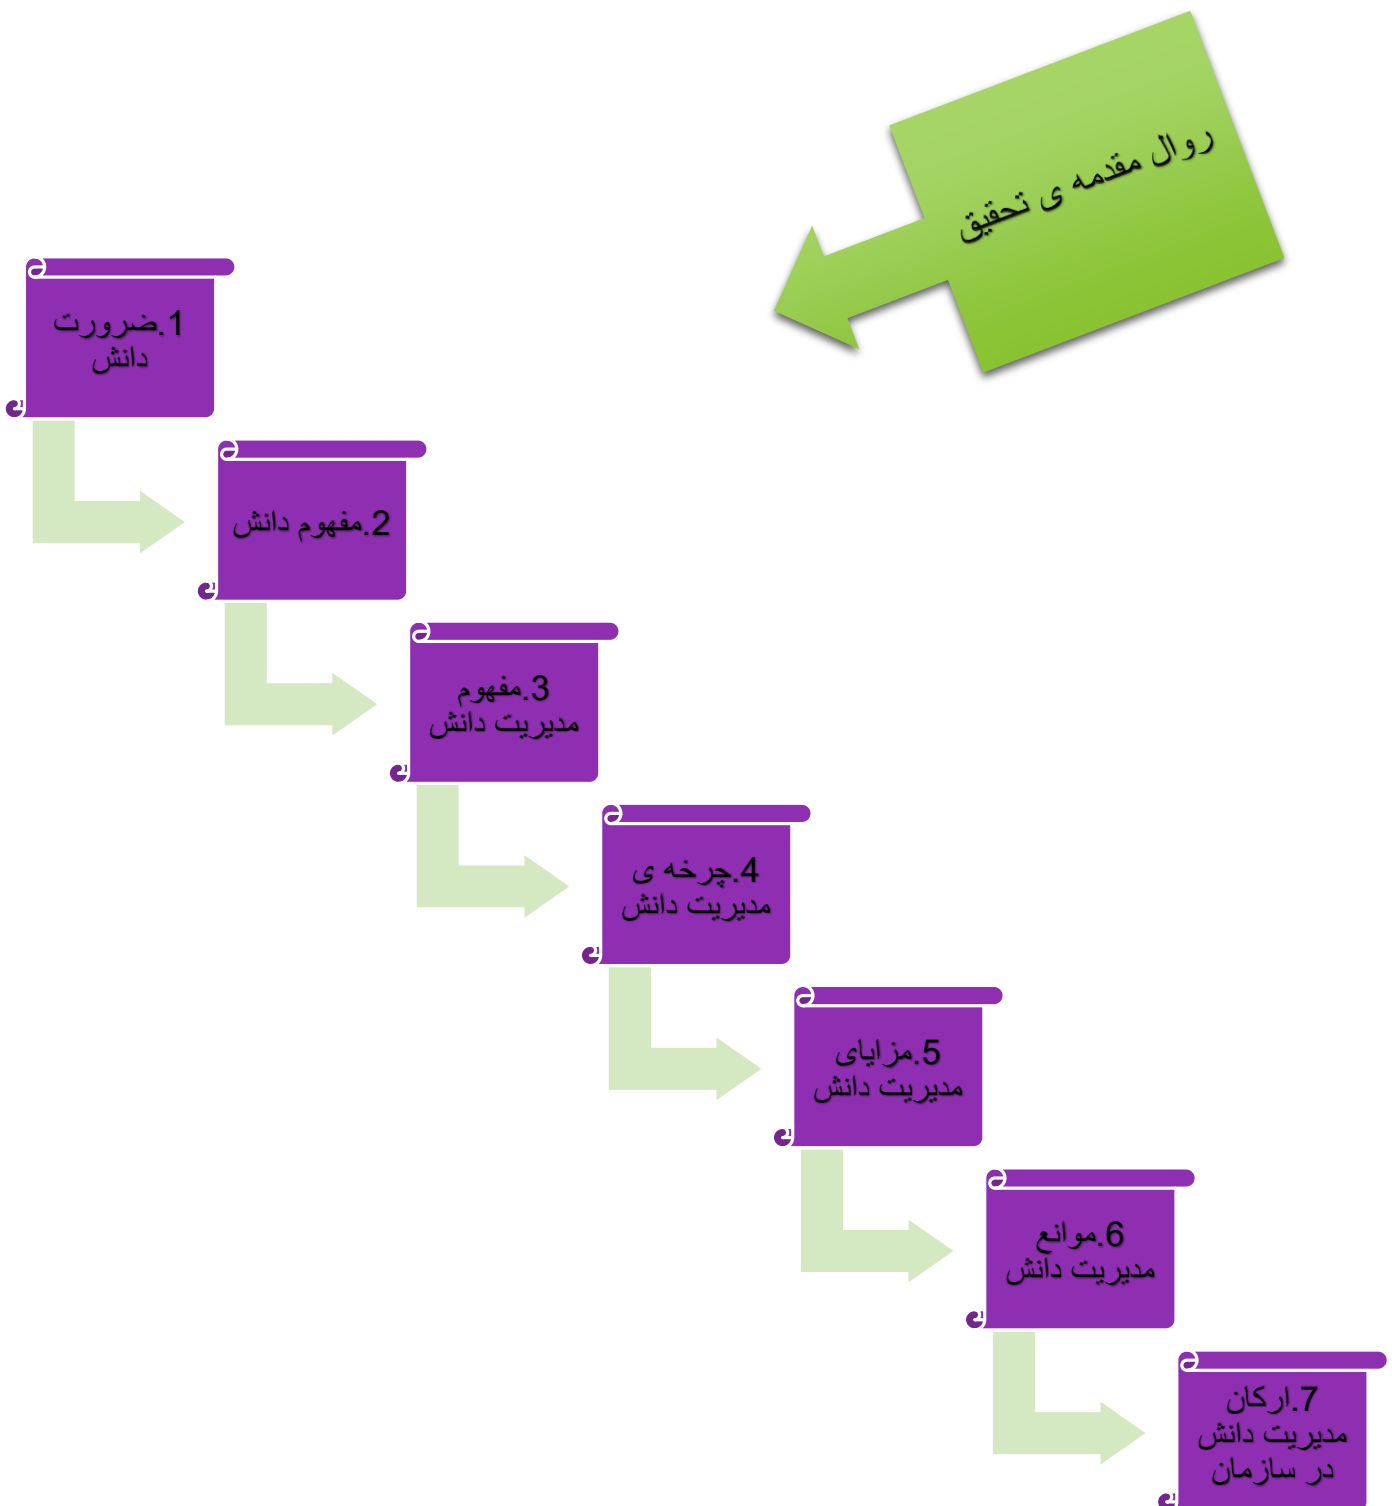 روال مقدمه ی تحقیق
1.ضرورت
دانش
2.مفهوم دانش
3.مفهوم
مدیریت دانش
4.چرخه ی
مدیریت دانش
5.مزایای
مدیریت دانش
6.موانع
مدیریت دانش
7.ارکان
مدیریت دانش
در سازمان